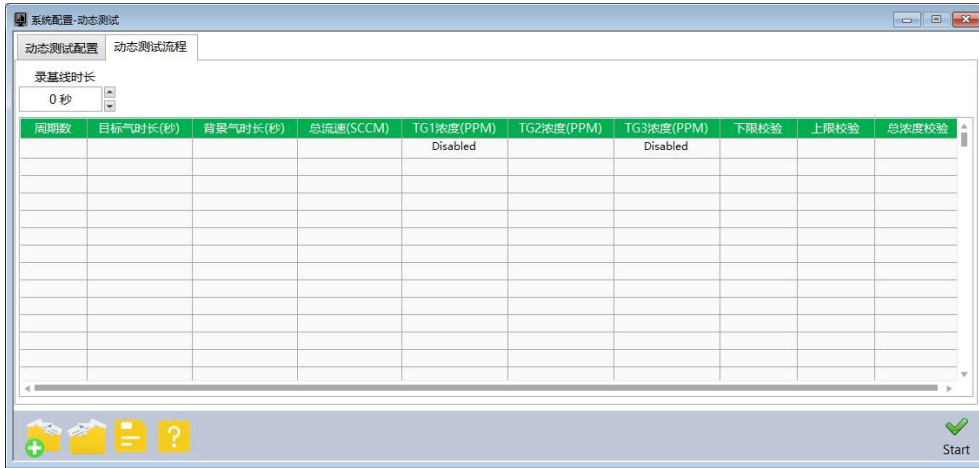 系统配置-动态测试
动态测试配置 动态测试流程
录基线时长
0 秒
周期数 目标气时长(秒) 背景气时长(秒) 总流速(SCCM) TG1浓度(PPM) TG2浓度(PPM) TG3浓度(PPM) 下限校验 上限校验 总浓度校验
Disabled Disabled
Start